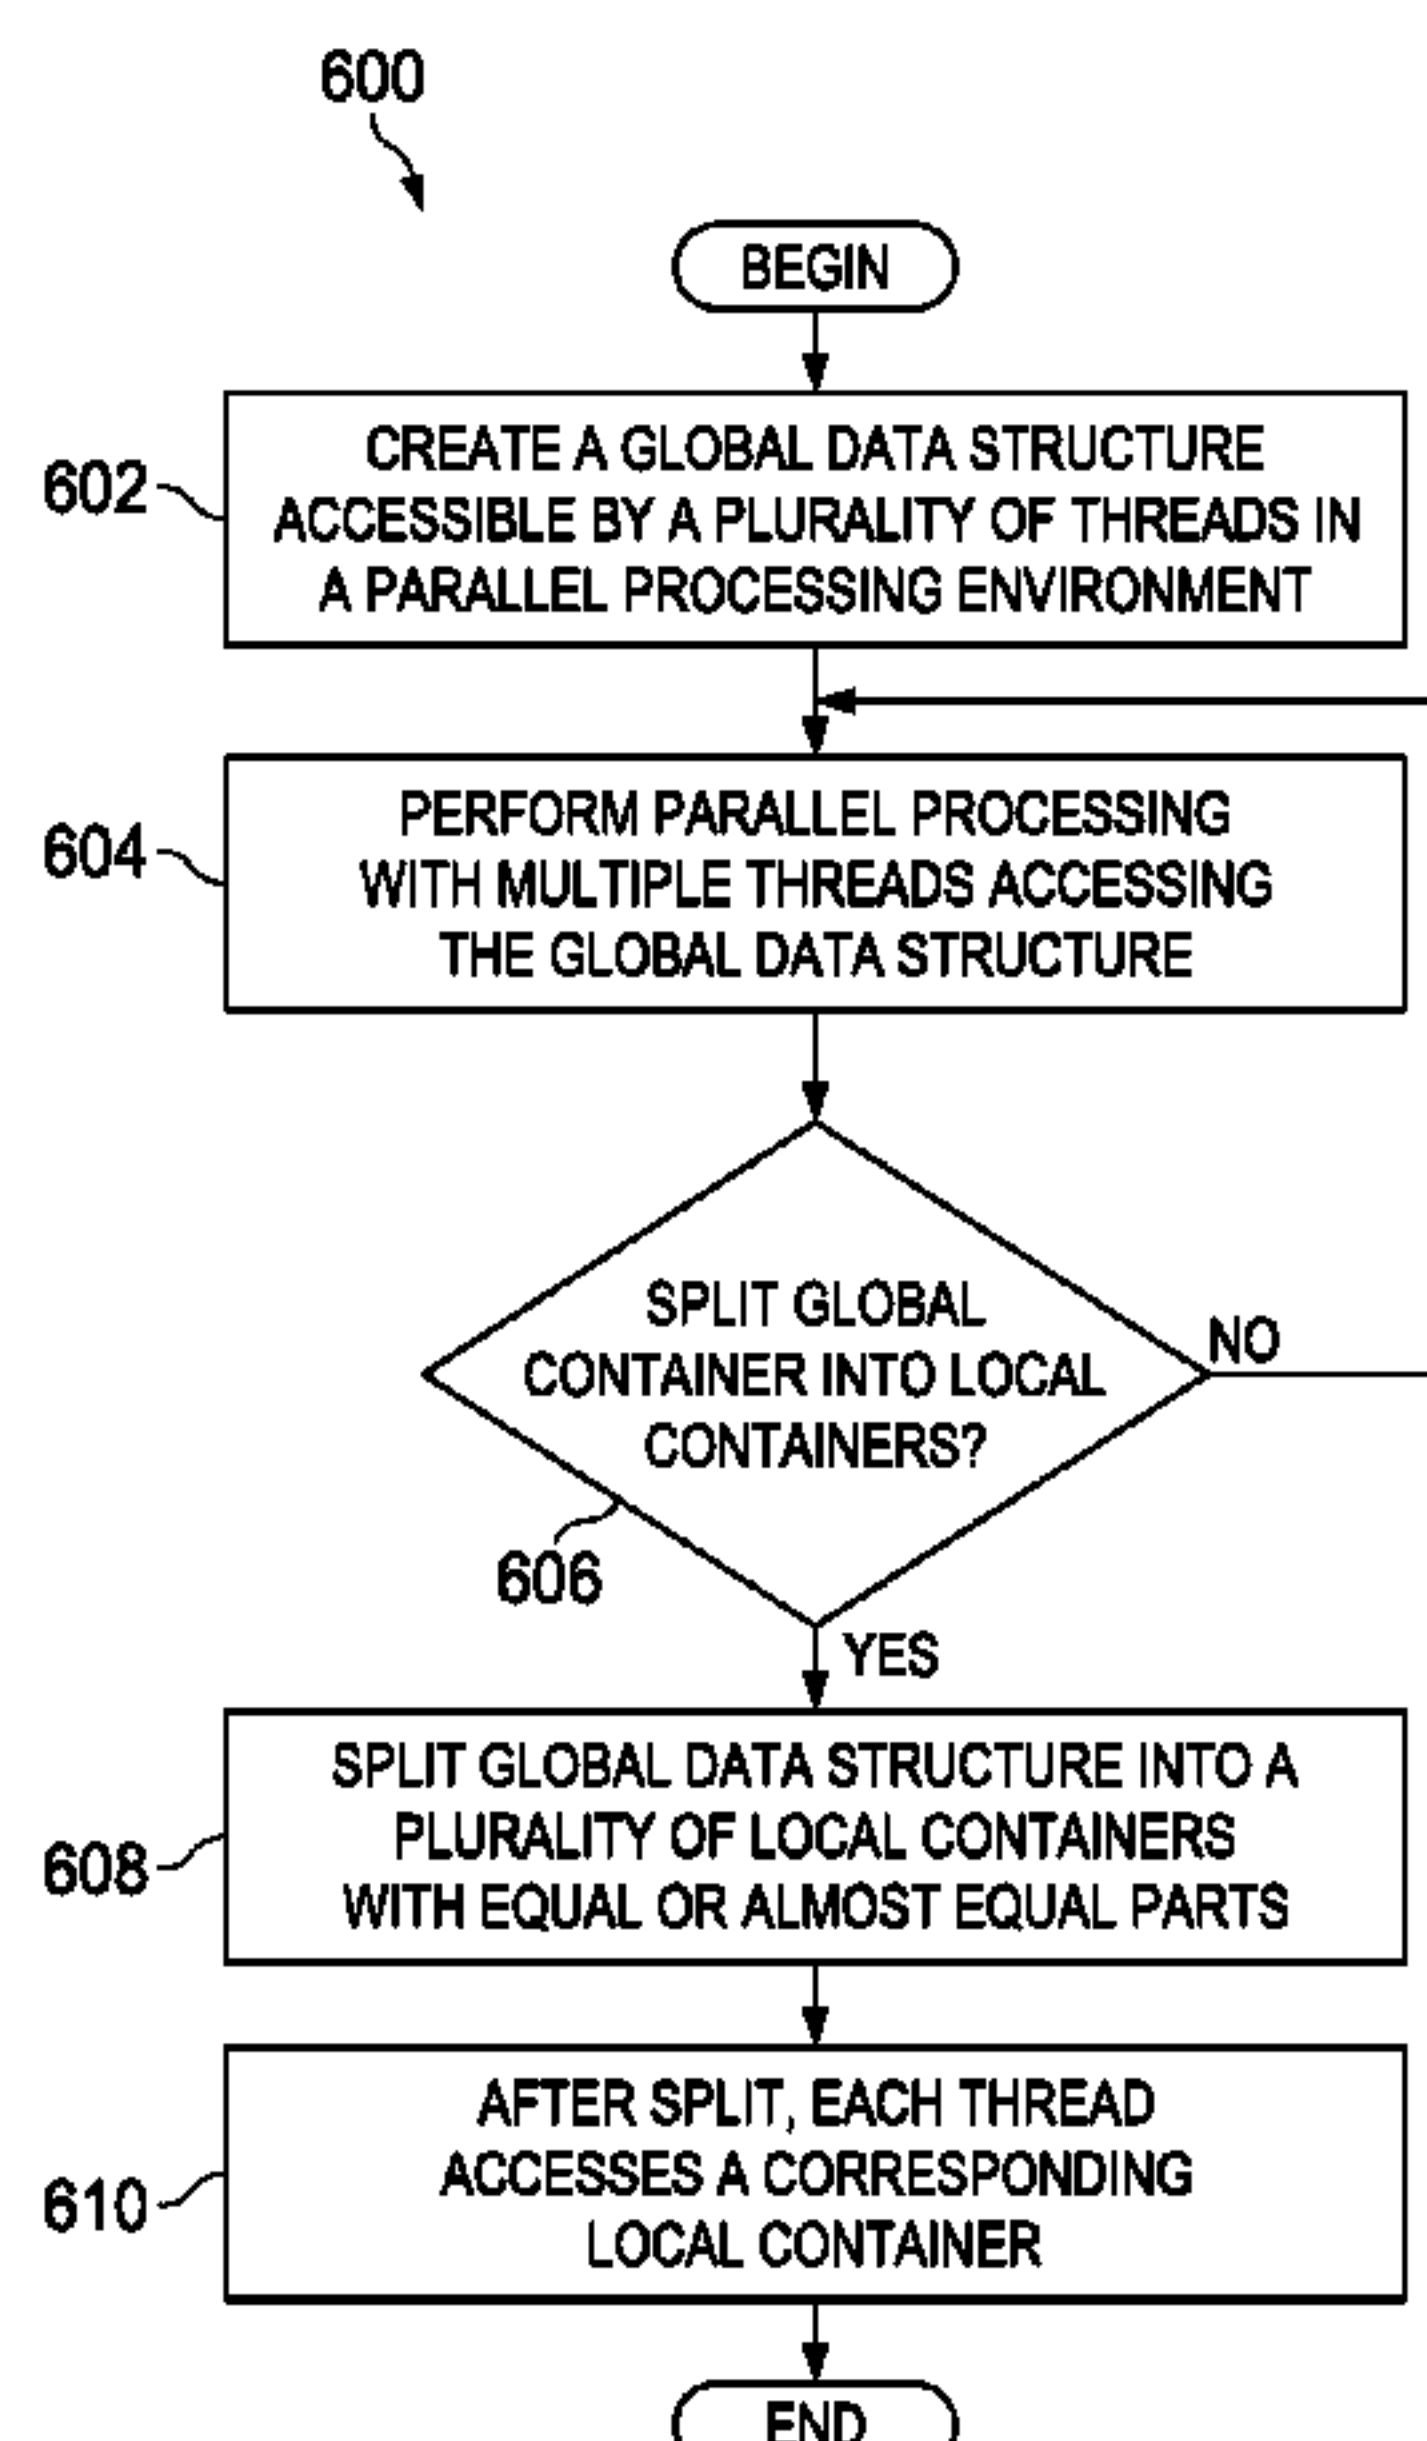 600
BEGIN
602
CREATE A GLOBAL DATA STRUCTURE
ACCESSIBLE BY A PLURALITY OF THREADS IN
A PARALLEL PROCESSING ENVIRONMENT
604
PERFORM PARALLEL PROCESSING
WITH MULTIPLE THREADS ACCESSING
THE GLOBAL DATA STRUCTURE
SPLIT GLOBAL
CONTAINER INTO LOCAL
CONTAINERS?
NO
606
YES
608
SPLIT GLOBAL DATA STRUCTURE INTO A
PLURALITY OF LOCAL CONTAINERS
WITH EQUAL OR ALMOST EQUAL PARTS
610
AFTER SPLIT, EACH THREAD
ACCESSES A CORRESPONDING
LOCAL CONTAINER
END